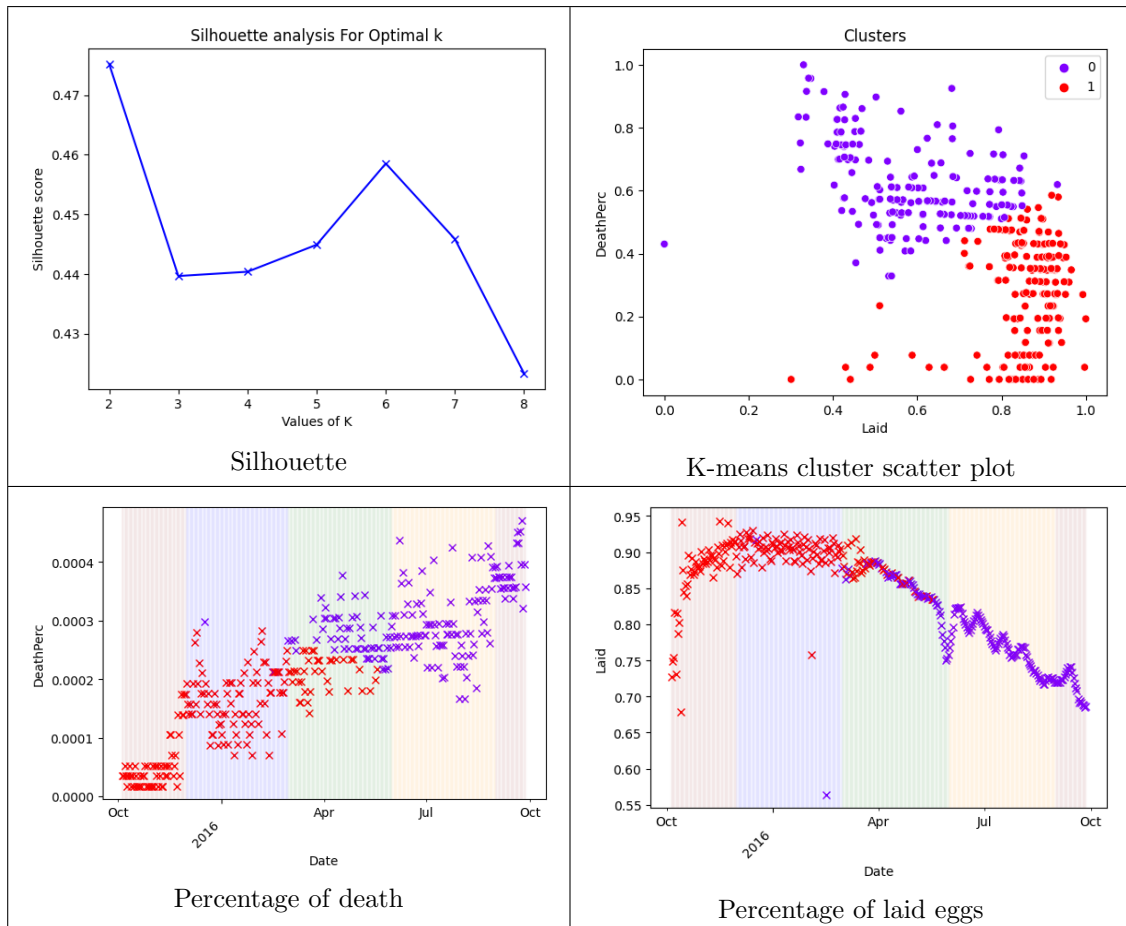 Silhouette analysis For Optimal k
Silhouette score
0.47
0.46
0.45
0.44
0.43
2 3 4 5 6 7 8
Values of K
Silhouette
Clusters
0
1
DeathPerc
1.0
0.8
0.6
0.4
0.2
0.0
0.0 0.2 0.4 0.6 0.8 1.0
Laid
K-means cluster scatter plot
DeathPerc
0.0004
0.0003
0.0002
0.0001
0.0000
Oct 2016 Apr Jul Oct
Date
Percentage of death
Laid
0.95
0.90
0.85
0.80
0.75
0.70
0.65
0.60
0.55
Oct 2016 Apr Jul Oct
Date
Percentage of laid eggs